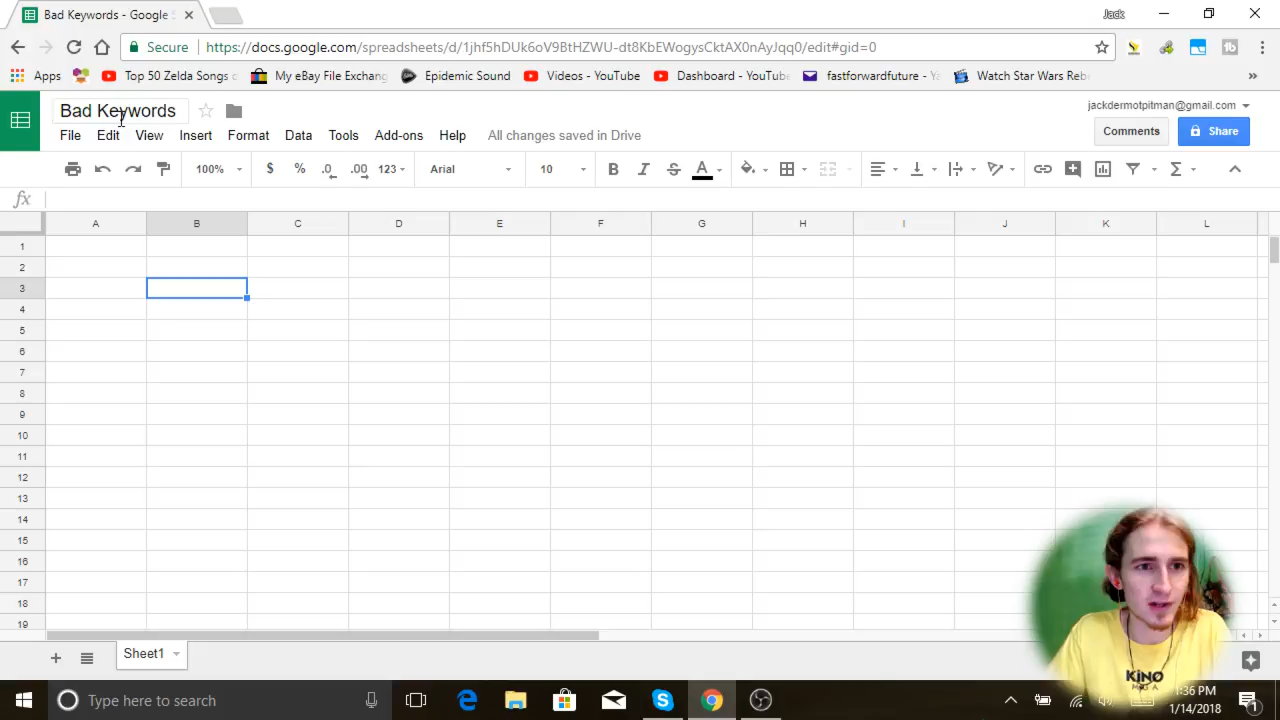 Bad Keywords - Google S
Jack
Secure https://docs.google.com/spreadsheets/d/1jhf5tDUk6oV9BtHZWU-dt8KbEWogysCktAX0nAyJqq0/edit#gid=0
Apps Top 50 Zelda Songs My eBay File Exchang Epidemic Sound Videos - YouTube Dashboard - YouTube fastforwardfuture - Y Watch Star Wars Reb »
Bad Keywords
jackdermotpitman@gmail.com
File Edit View Insert Format Data Tools Add-ons Help All changes saved in Drive
Comments Share
100% $ % .0 .00 123 Arial 10 B I S A Σ
fx
A B C D E F G H I J K L
1
2
3
4
5
6
7
8
9
10
11
12
13
14
15
16
17
18
19
KiNO
MSA
Sheet1
Type here to search
1:36 PM
1/14/2018
1